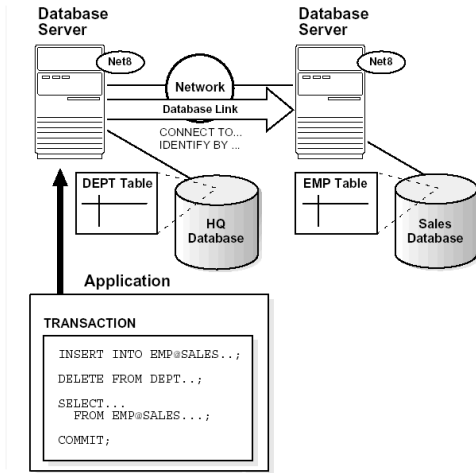 Database
Server
Database
Server
Net8
Net8
Network
Database Link
CONNECT TO...
IDENTIFY BY ...
DEPT Table
EMP Table
HQ
Database
Sales
Database
Application
TRANSACTION
INSERT INTO EMP@SALES..;
DELETE FROM DEPT..;
SELECT...
FROM EMP@SALES...;
COMMIT;